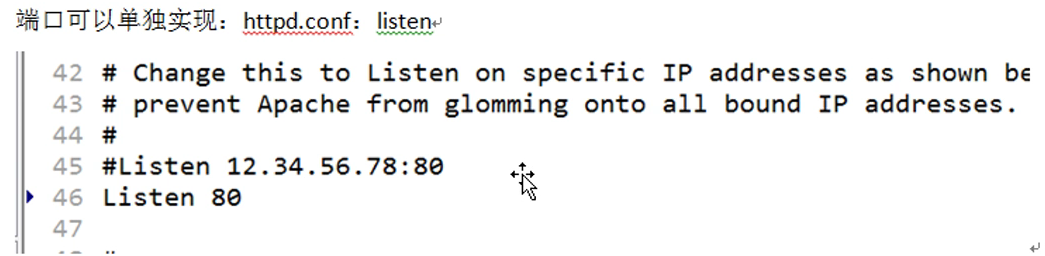 端口可以单独实现：httpd.conf：listen
42 # Change this to Listen on specific IP addresses as shown be
43 # prevent Apache from glomming onto all bound IP addresses.
44 #
45 #Listen 12.34.56.78:80
46 Listen 80
47